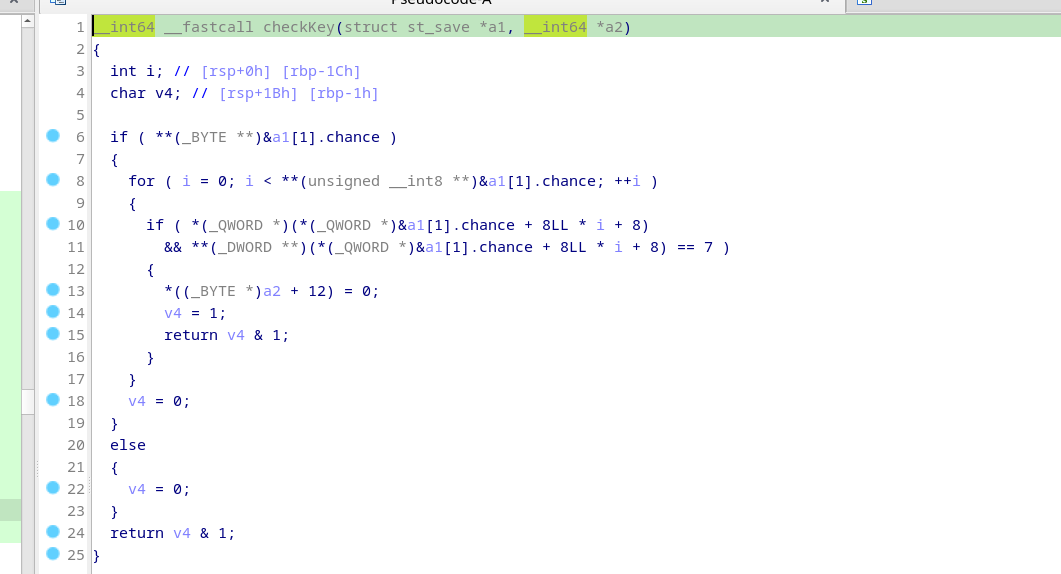 Pseudocode-A
1 __int64 __fastcall checkKey(struct st_save *a1, __int64 *a2)
2 {
3 int i; // [rsp+0h] [rbp-1Ch]
4 char v4; // [rsp+1Bh] [rbp-1h]
5
6 if ( **(_BYTE **)&a1[1].chance )
7 {
8 for ( i = 0; i < **(unsigned __int8 **)&a1[1].chance; ++i )
9 {
10 if ( *(_QWORD *)(*(_QWORD *)&a1[1].chance + 8LL * i + 8)
11 && **(_DWORD **)(*(_QWORD *)&a1[1].chance + 8LL * i + 8) == 7 )
12 {
13 *((_BYTE *)a2 + 12) = 0;
14 v4 = 1;
15 return v4 & 1;
16 }
17 }
18 v4 = 0;
19 }
20 else
21 {
22 v4 = 0;
23 }
24 return v4 & 1;
25 }